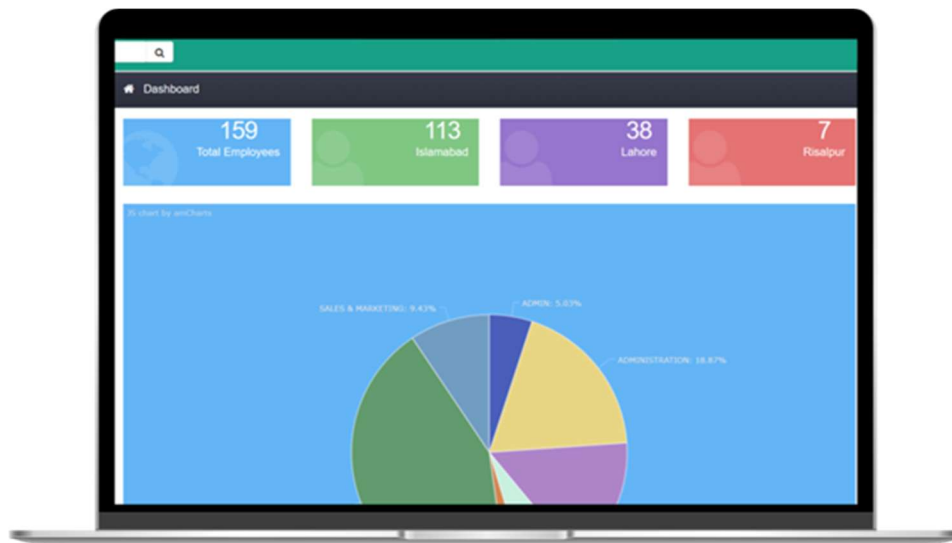 Dashboard
159
Total Employees
113
Islamabad
38
Lahore
7
Risalpur
JS chart by amCharts
SALES & MARKETING: 9.43%
ADMIN: 5.03%
ADMINISTRATION: 18.87%